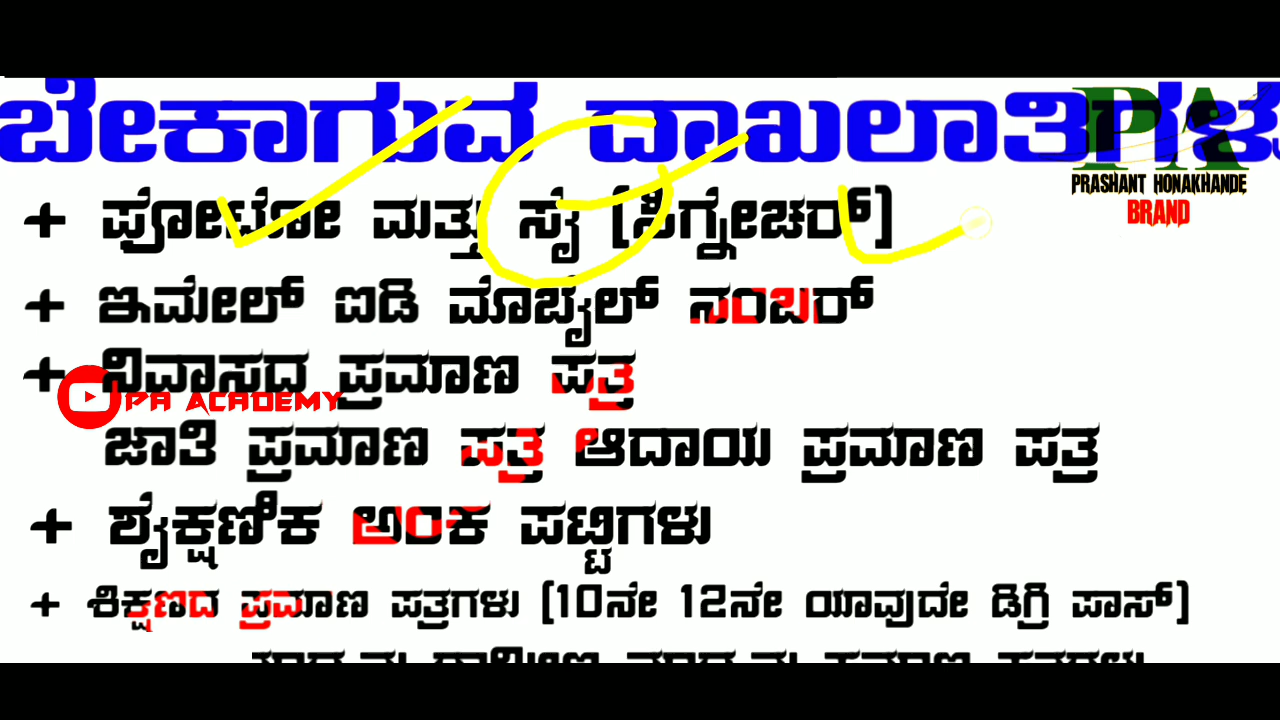 ಬೇಕಾಗುವ ದಾಖಲಾತಿಗಳು
PA
PRASHANT HONAKHANDE
BRAND
+ ಫೋಟೋ ಮತ್ತು ಸೈ [ಸಿಗ್ನೇಚರ್]
+ ಇಮೇಲ್ ಐಡಿ ಮೊಬೈಲ್ ನಂಬರ್
+ ನಿವಾಸದ ಪ್ರಮಾಣ ಪತ್ರ
PA ACADEMY
ಜಾತಿ ಪ್ರಮಾಣ ಪತ್ರ ಆದಾಯ ಪ್ರಮಾಣ ಪತ್ರ
+ ಶೈಕ್ಷಣಿಕ ಅಂಕ ಪಟ್ಟಿಗಳು
+ ಶಿಕ್ಷಣದ ಪ್ರಮಾಣ ಪತ್ರಗಳು [10ನೇ 12ನೇ ಯಾವುದೇ ಡಿಗ್ರಿ ಪಾಸ್]